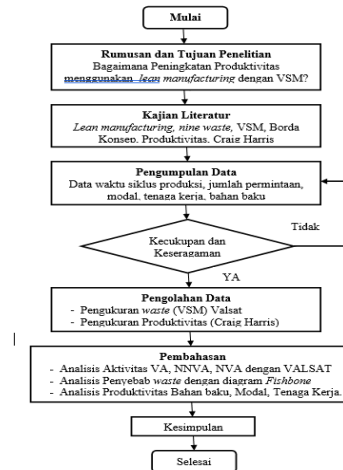 Mulai
Rumusan dan Tujuan Penelitian
Bagaimana Peningkatan Produktivitas
menggunakan lean manufacturing dengan VSM?
Kajian Literatur
Lean manufacturing, nine waste, VSM, Borda
Konsep, Produktivitas, Craig Harris
Pengumpulan Data
Data waktu siklus produksi, jumlah permintaan,
modal, tenaga kerja, bahan baku
Tidak
Kecukupan dan
Keseragaman
YA
Pengolahan Data
- Pengukuran waste (VSM) Valsat
- Pengukuran Produktivitas (Craig Harris)
Pembahasan
- Analisis Aktivitas VA, NNVA, NVA dengan VALSAT
- Analisis Penyebab waste dengan diagram Fishbone
- Analisis Produktivitas Bahan baku, Modal, Tenaga Kerja.
Kesimpulan
Selesai